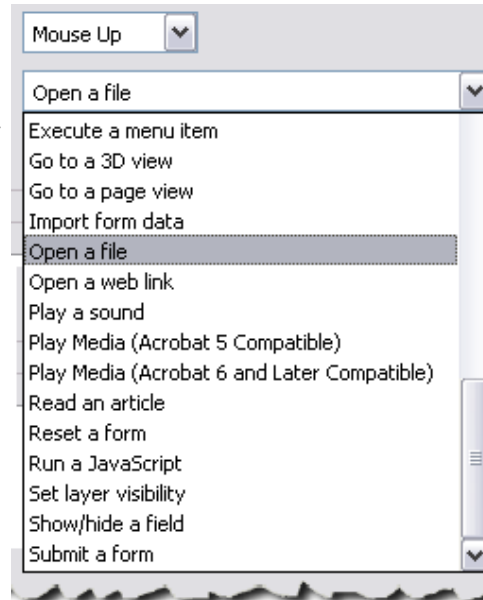 Mouse Up
Open a file
Execute a menu item
Go to a 3D view
Go to a page view
Import form data
Open a file
Open a web link
Play a sound
Play Media (Acrobat 5 Compatible)
Play Media (Acrobat 6 and Later Compatible)
Read an article
Reset a form
Run a JavaScript
Set layer visibility
Show/hide a field
Submit a form